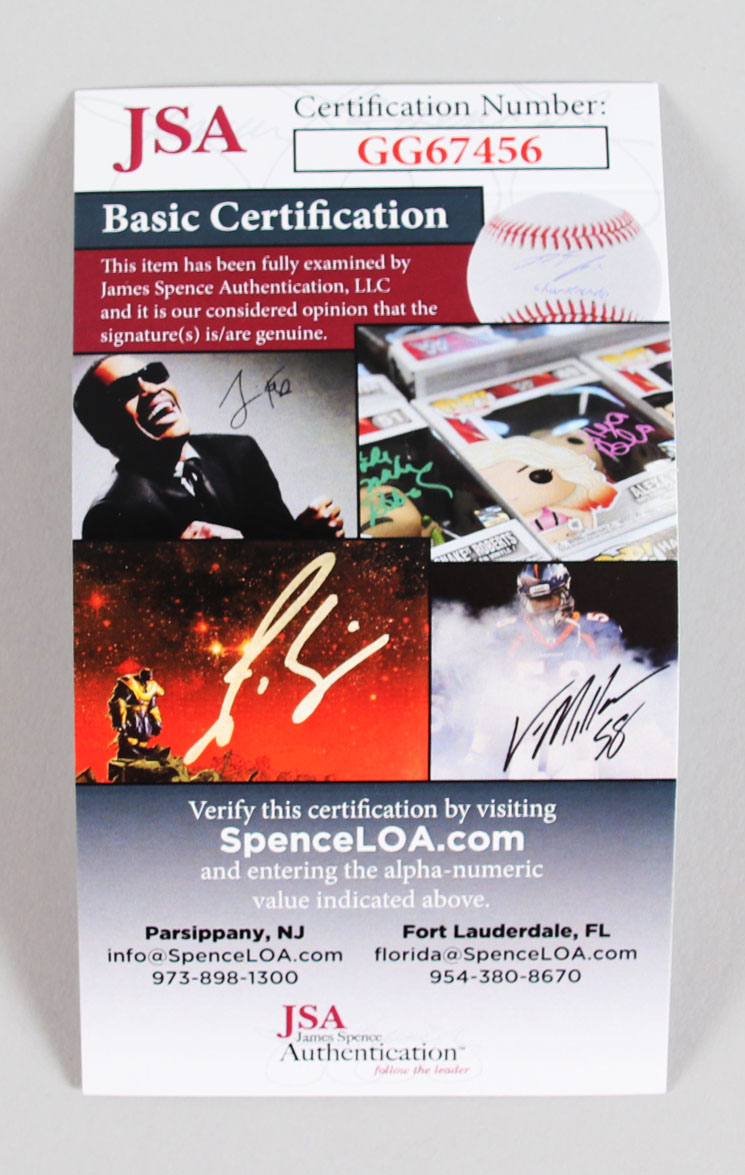 JSA
Certification Number:
GG67456
Basic Certification
This item has been fully examined by
James Spence Authentication, LLC
and it is our considered opinion that the
signature(s) is/are genuine.
V. Miller
58
Verify this certification by visiting
SpenceLOA.com
and entering the alpha-numeric
value indicated above.
Parsippany, NJ
info@SpenceLOA.com
973-898-1300
Fort Lauderdale, FL
florida@SpenceLOA.com
954-380-8670
JSA
James Spence
Authentication™
follow the leader